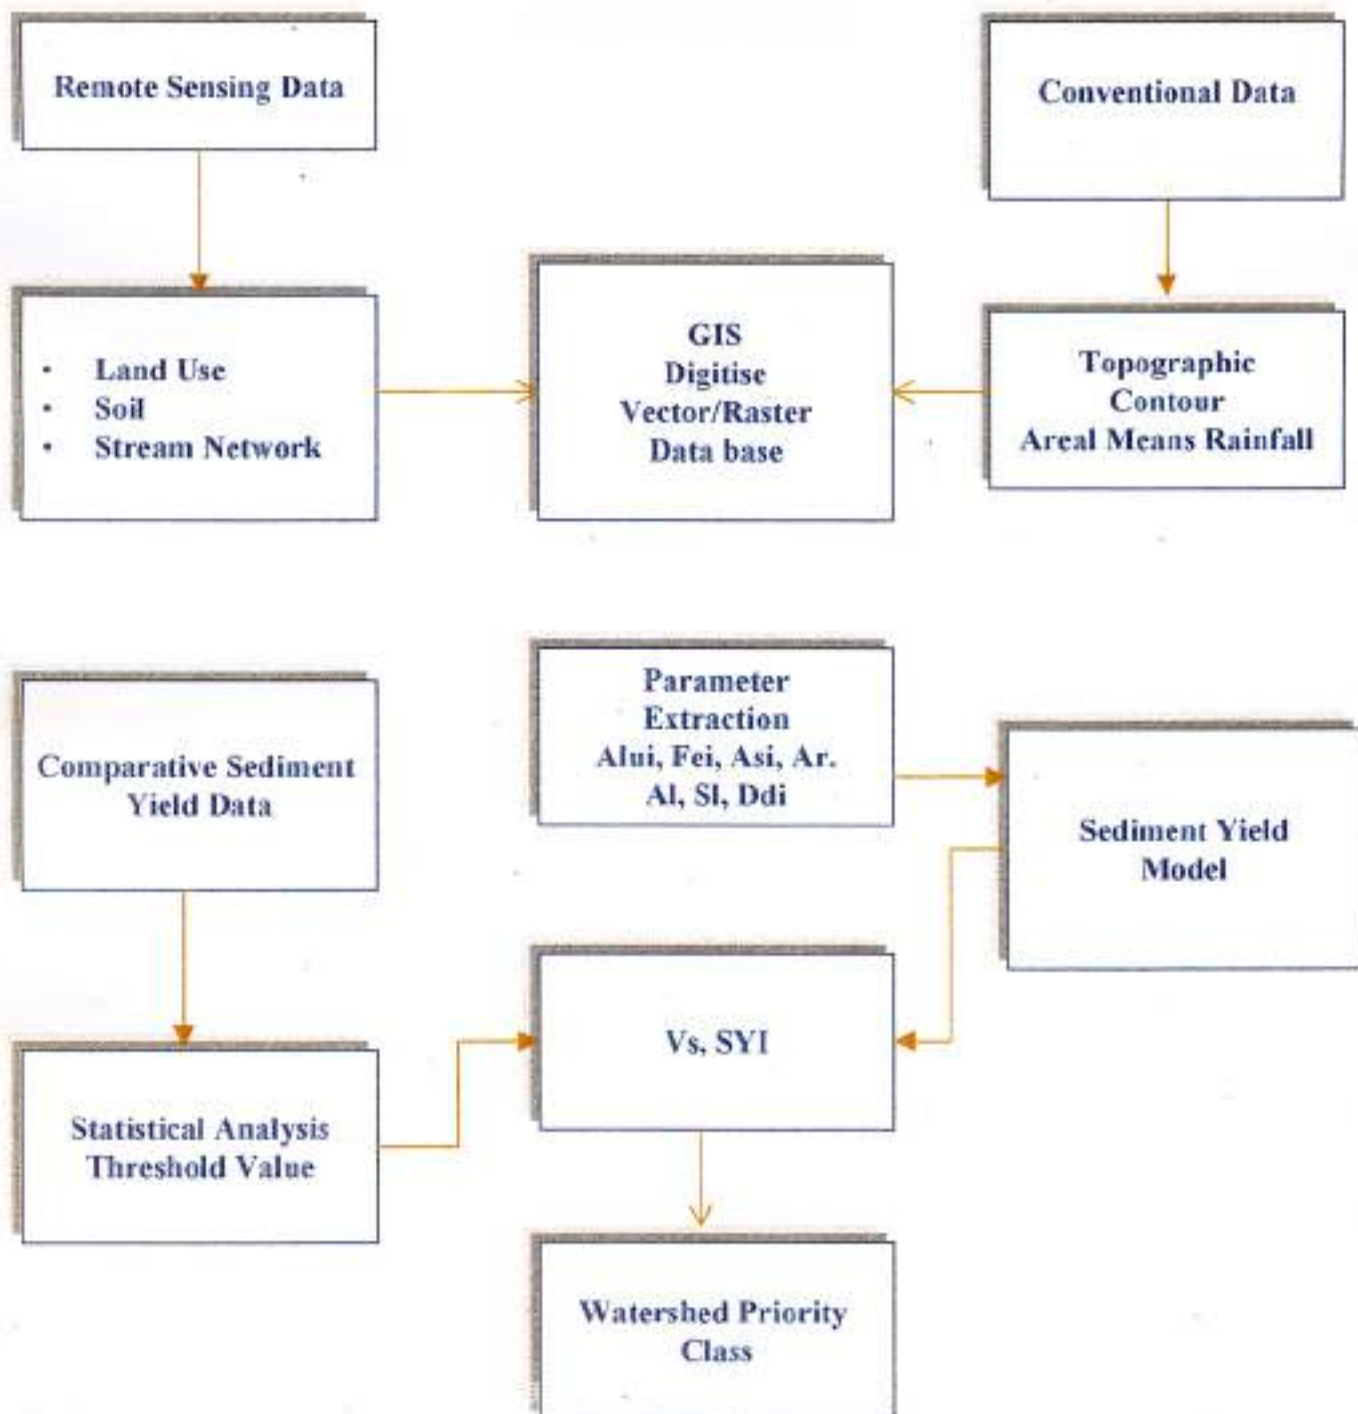 Remote Sensing Data
Conventional Data
• Land Use
• Soil
• Stream Network
GIS
Digitise
Vector/Raster
Data base
Topographic
Contour
Areal Means Rainfall
Comparative Sediment
Yield Data
Parameter
Extraction
Alui, Fei, Asi, Ar.
Al, Sl, Ddi
Sediment Yield
Model
Statistical Analysis
Threshold Value
Vs, SYI
Watershed Priority
Class